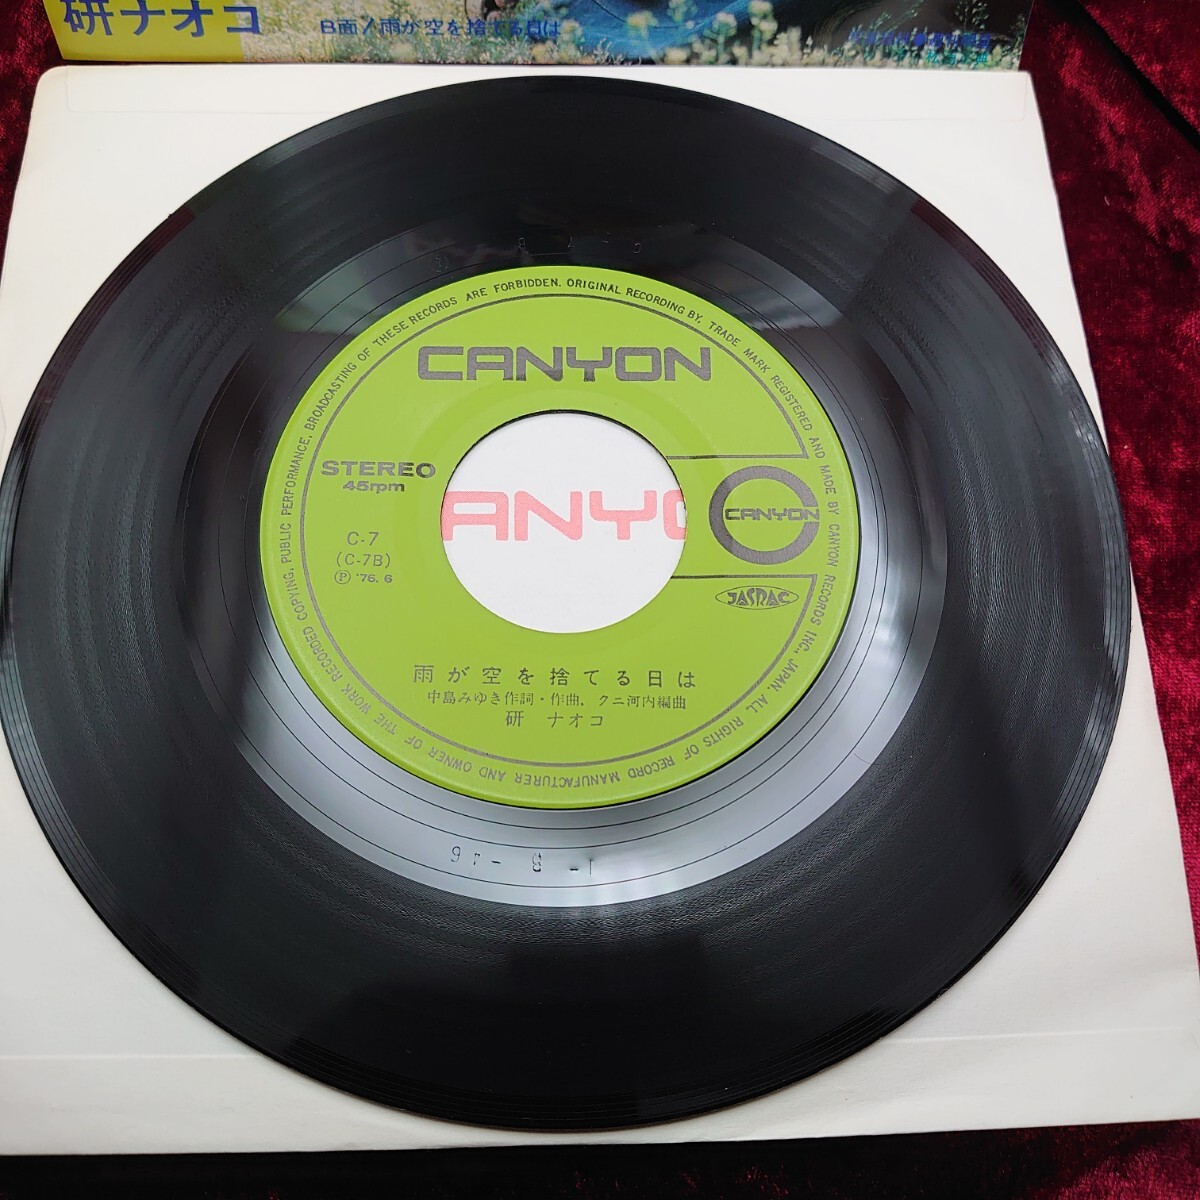 研ナオコ
B面/雨が空を捨てる日は
CANYON
STEREO
45rpm
C-7
(C-7B)
Ⓟ '76. 6
ANYO
CANYON
JASRAC
雨が空を捨てる日は
中島みゆき作詞・作曲、クニ河内編曲
研 ナオコ
ORIGINAL RECORDING BY, TRADE MARK REGISTERED AND MADE BY CANYON RECORDS INC., JAPAN. ALL RIGHTS OF RECORD MANUFACTURER AND OWNER OF THE WORK RECORDED COPYING, PUBLIC PERFORMANCE, BROADCASTING OF THESE RECORDS ARE FORBIDDEN.